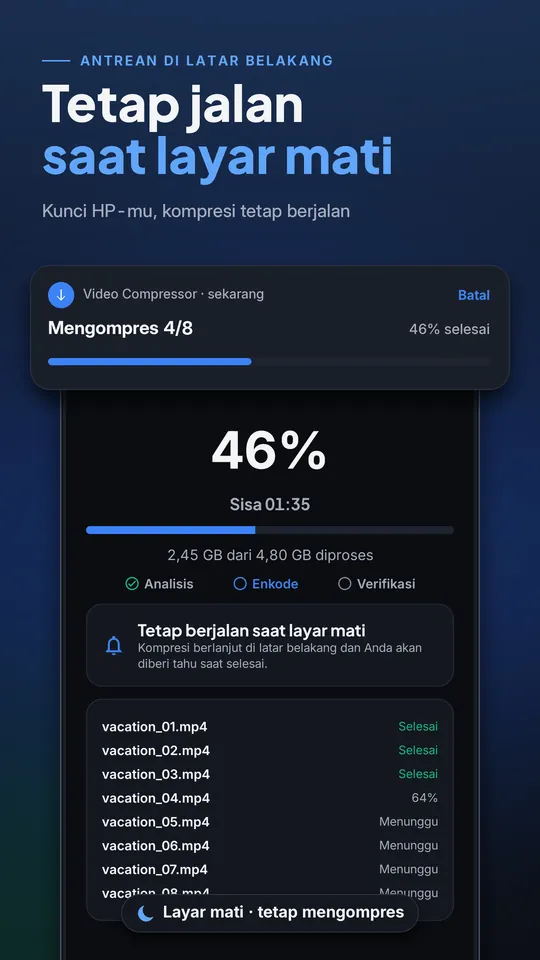 ANTREAN DI LATAR BELAKANG
Tetap jalan
saat layar mati
Kunci HP-mu, kompresi tetap berjalan
Video Compressor · sekarang
Batal
Mengompres 4/8
46% selesai
46%
Sisa 01:35
2,45 GB dari 4,80 GB diproses
Analisis
Enkode
Verifikasi
Tetap berjalan saat layar mati
Kompresi berlanjut di latar belakang dan Anda akan
diberi tahu saat selesai.
vacation_01.mp4
Selesai
vacation_02.mp4
Selesai
vacation_03.mp4
Selesai
vacation_04.mp4
64%
vacation_05.mp4
Menunggu
vacation_06.mp4
Menunggu
vacation_07.mp4
Menunggu
vacation_08.mp4
Menunggu
Layar mati · tetap mengompres